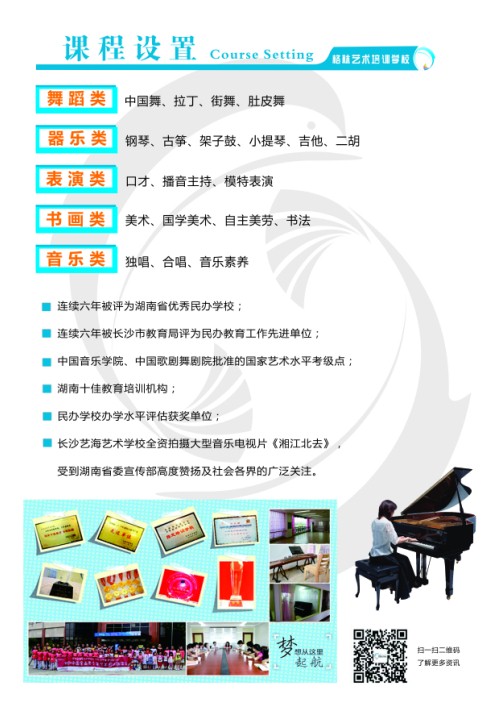 课程设置 Course Setting 格林艺术培训学校
舞蹈类 中国舞、拉丁、街舞、肚皮舞
器乐类 钢琴、古筝、架子鼓、小提琴、吉他、二胡
表演类 口才、播音主持、模特表演
书画类 美术、国学美术、自主美劳、书法
音乐类 独唱、合唱、音乐素养
连续六年被评为湖南省优秀民办学校；
连续六年被长沙市教育局评为民办教育工作先进单位；
中国音乐学院、中国歌剧舞剧院批准的国家艺术水平考级点；
湖南十佳教育培训机构；
民办学校办学水平评估获奖单位；
长沙艺海艺术学校全资拍摄大型音乐电视片《湘江北去》，
受到湖南省委宣传部高度赞扬及社会各界的广泛关注。
梦想从这里
起航
扫一扫二维码
了解更多资讯